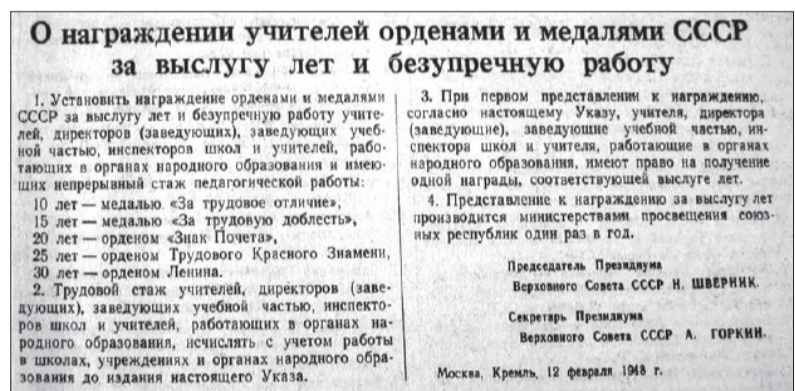 О награждении учителей орденами и медалями СССР
за выслугу лет и безупречную работу
1. Установить награждение орденами и медалями
СССР за выслугу лет и безупречную работу учите-
лей, директоров (заведующих), заведующих учеб-
ной частью, инспекторов школ и учителей, рабо-
тающих в органах народного образования и имею-
щих непрерывный стаж педагогической работы:
10 лет — медалью «За трудовое отличие»,
15 лет — медалью «За трудовую доблесть»,
20 лет — орденом «Знак Почета»,
25 лет — орденом Трудового Красного Знамени,
30 лет — орденом Ленина.
2. Трудовой стаж учителей, директоров (заве-
дующих), заведующих учебной частью, инспекто-
ров школ и учителей, работающих в органах на-
родного образования, исчислять с учетом работы
в школах, учреждениях и органах народного обра-
зования до издания настоящего Указа.
3. При первом представлении к награждению,
согласно настоящему Указу, учителя, директора
(заведующие), заведующие учебной частью, ин-
спектора школ и учителя, работающие в органах
народного образования, имеют право на получение
одной награды, соответствующей выслуге лет.
4. Представление к награждению за выслугу лет
производится министерствами просвещения союз-
ных республик один раз в год.
Председатель Президиума
Верховного Совета СССР Н. ШВЕРНИК.
Секретарь Президиума
Верховного Совета СССР А. ГОРКИН.
Москва, Кремль, 12 февраля 1948 г.